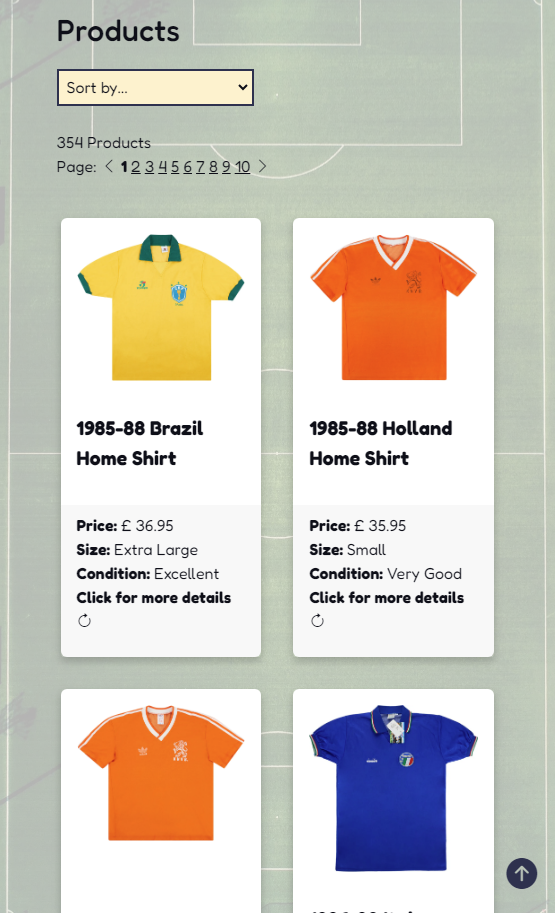 Products
Sort by...
354 Products
Page: < 1 2 3 4 5 6 7 8 9 10 >
1985-88 Brazil
Home Shirt
Price: £ 36.95
Size: Extra Large
Condition: Excellent
Click for more details
1985-88 Holland
Home Shirt
Price: £ 35.95
Size: Small
Condition: Very Good
Click for more details